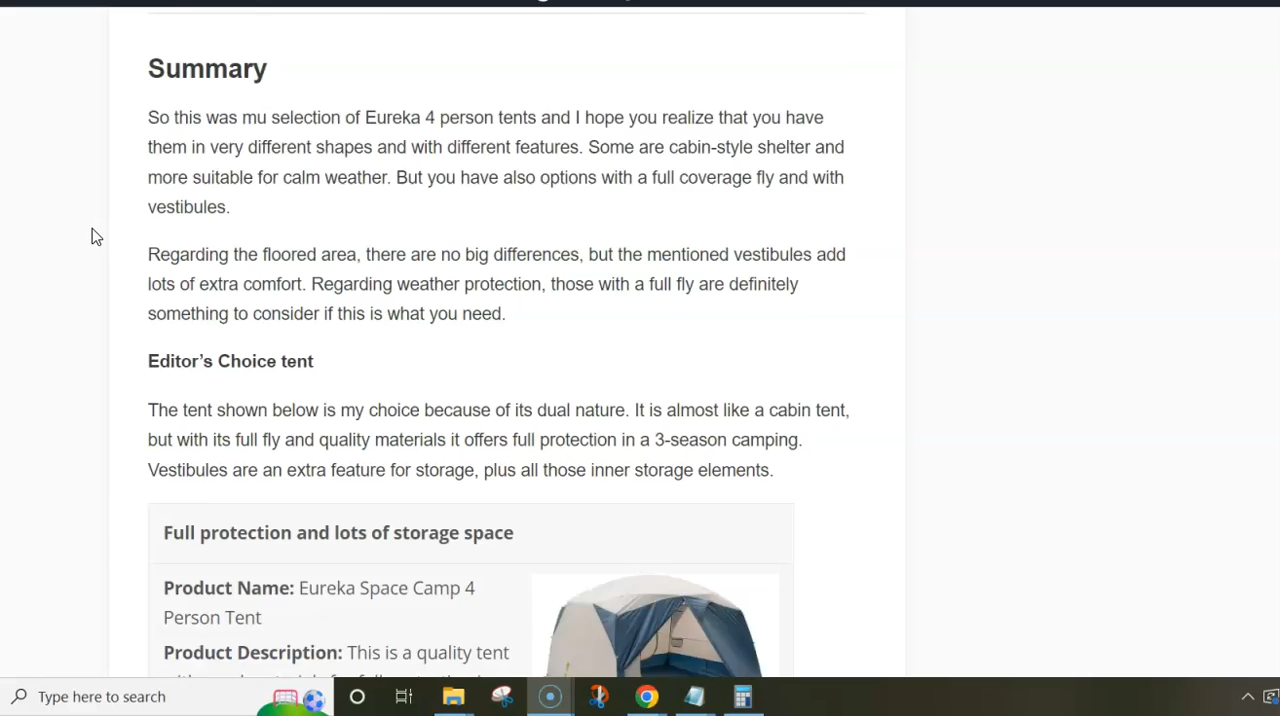 Summary
So this was mu selection of Eureka 4 person tents and I hope you realize that you have
them in very different shapes and with different features. Some are cabin-style shelter and
more suitable for calm weather. But you have also options with a full coverage fly and with
vestibules.
Regarding the floored area, there are no big differences, but the mentioned vestibules add
lots of extra comfort. Regarding weather protection, those with a full fly are definitely
something to consider if this is what you need.
Editor’s Choice tent
The tent shown below is my choice because of its dual nature. It is almost like a cabin tent,
but with its full fly and quality materials it offers full protection in a 3-season camping.
Vestibules are an extra feature for storage, plus all those inner storage elements.
Full protection and lots of storage space
Product Name: Eureka Space Camp 4
Person Tent
Product Description: This is a quality tent
Type here to search